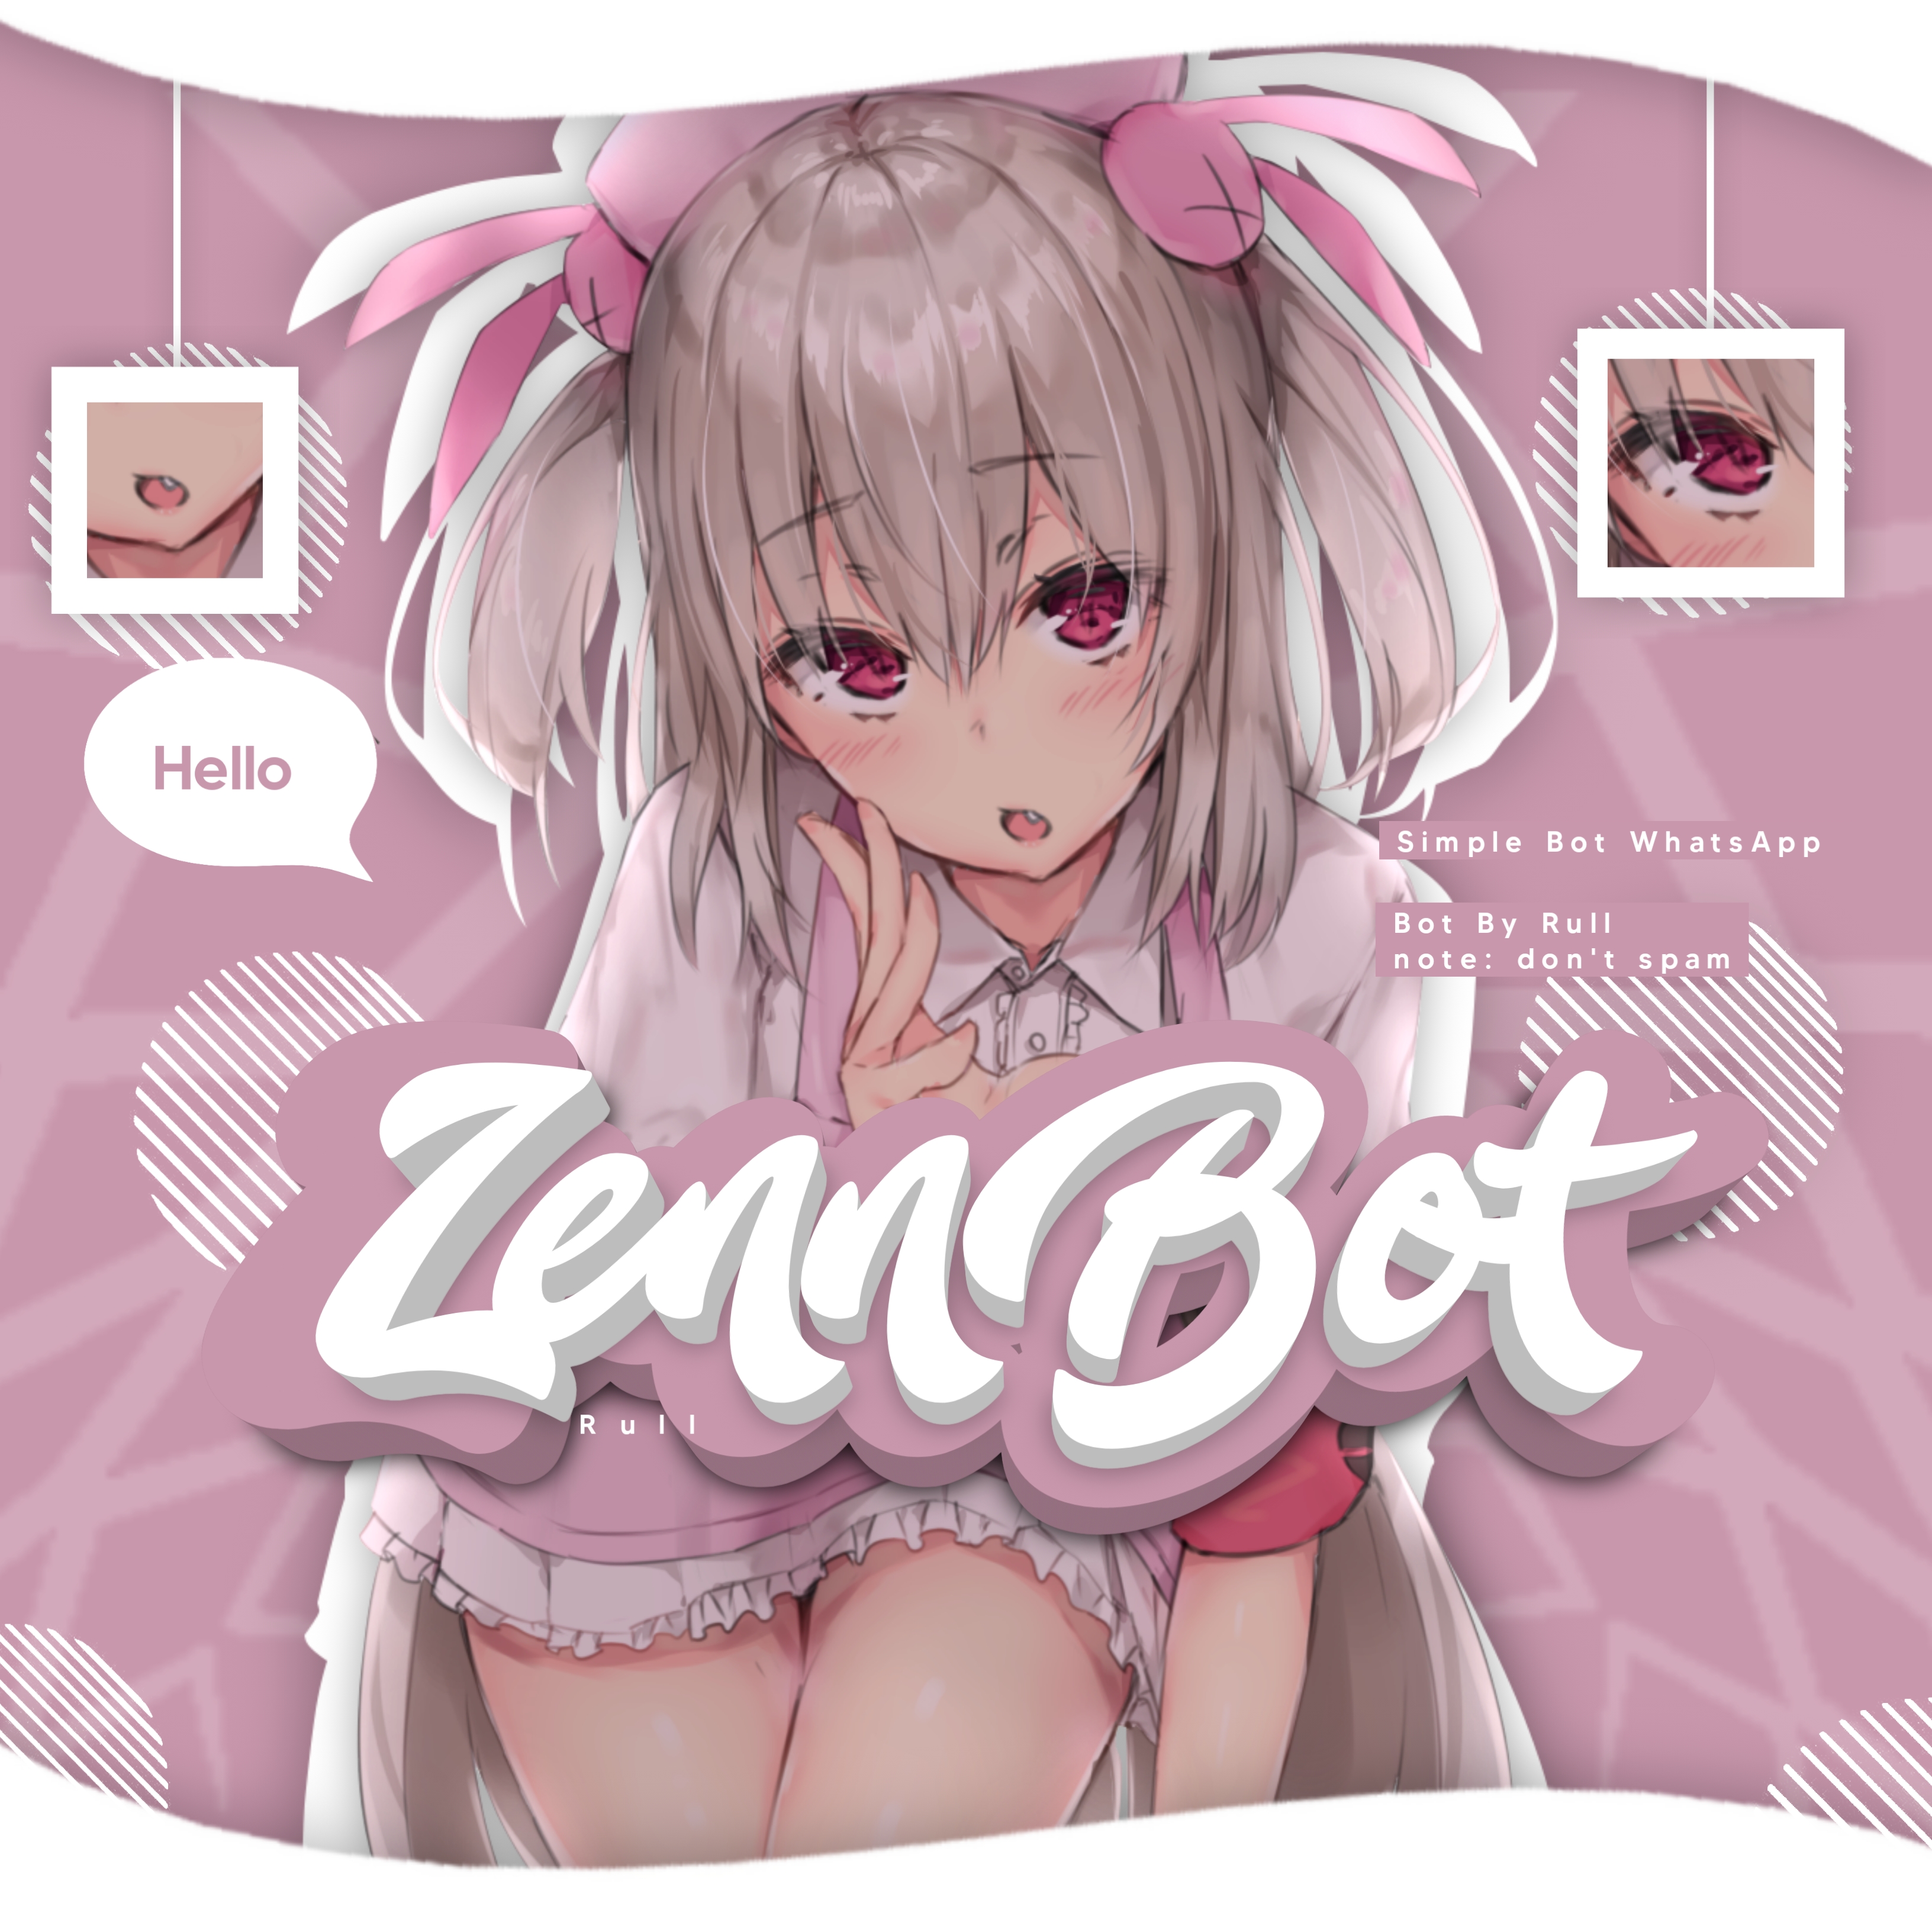 Hello
Simple Bot WhatsApp
Bot By Rull
note: don't spam
ZennBot
Rull